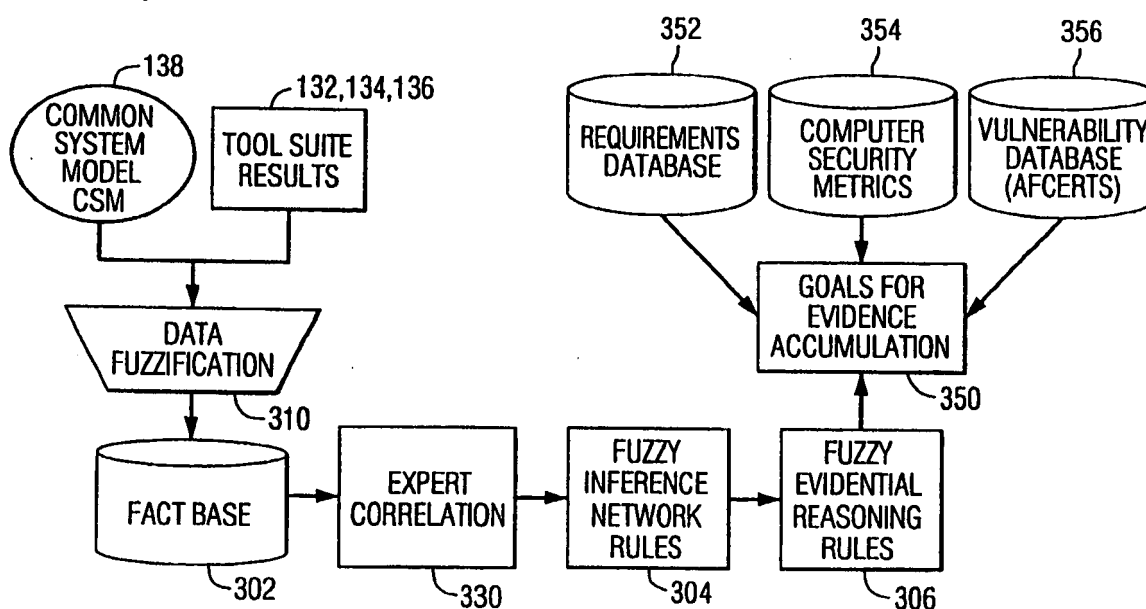 352
354
356
138
132,134,136
COMMON
SYSTEM
MODEL
CSM
TOOL SUITE
RESULTS
REQUIREMENTS
DATABASE
COMPUTER
SECURITY
METRICS
VULNERABILITY
DATABASE
(AFCERTS)
DATA
FUZZIFICATION
310
GOALS FOR
EVIDENCE
ACCUMULATION
350
FACT BASE
302
EXPERT
CORRELATION
330
FUZZY
INFERENCE
NETWORK
RULES
304
FUZZY
EVIDENTIAL
REASONING
RULES
306